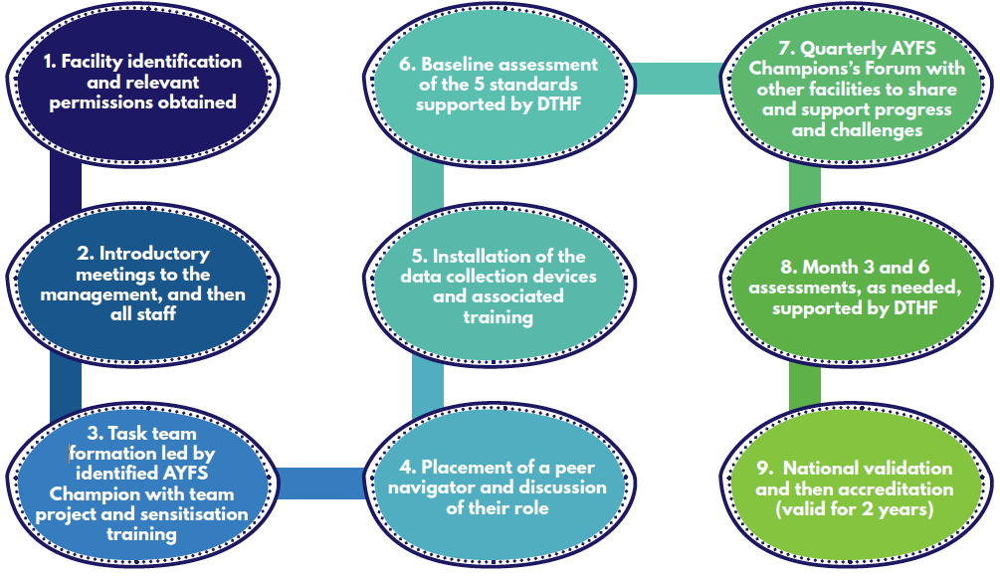 1. Facility identification
and relevant
permissions obtained
2. Introductory
meetings to the
management, and then
all staff
3. Task team
formation led by
identified AYFS
Champion with team
project and sensitisation
training
4. Placement of a peer
navigator and discussion
of their role
5. Installation of the
data collection devices
and associated
training
6. Baseline assessment
of the 5 standards
supported by DTHF
7. Quarterly AYFS
Champions's Forum with
other facilities to share
and support progress
and challenges
8. Month 3 and 6
assessments, as needed,
supported by DTHF
9. National validation
and then accreditation
(valid for 2 years)